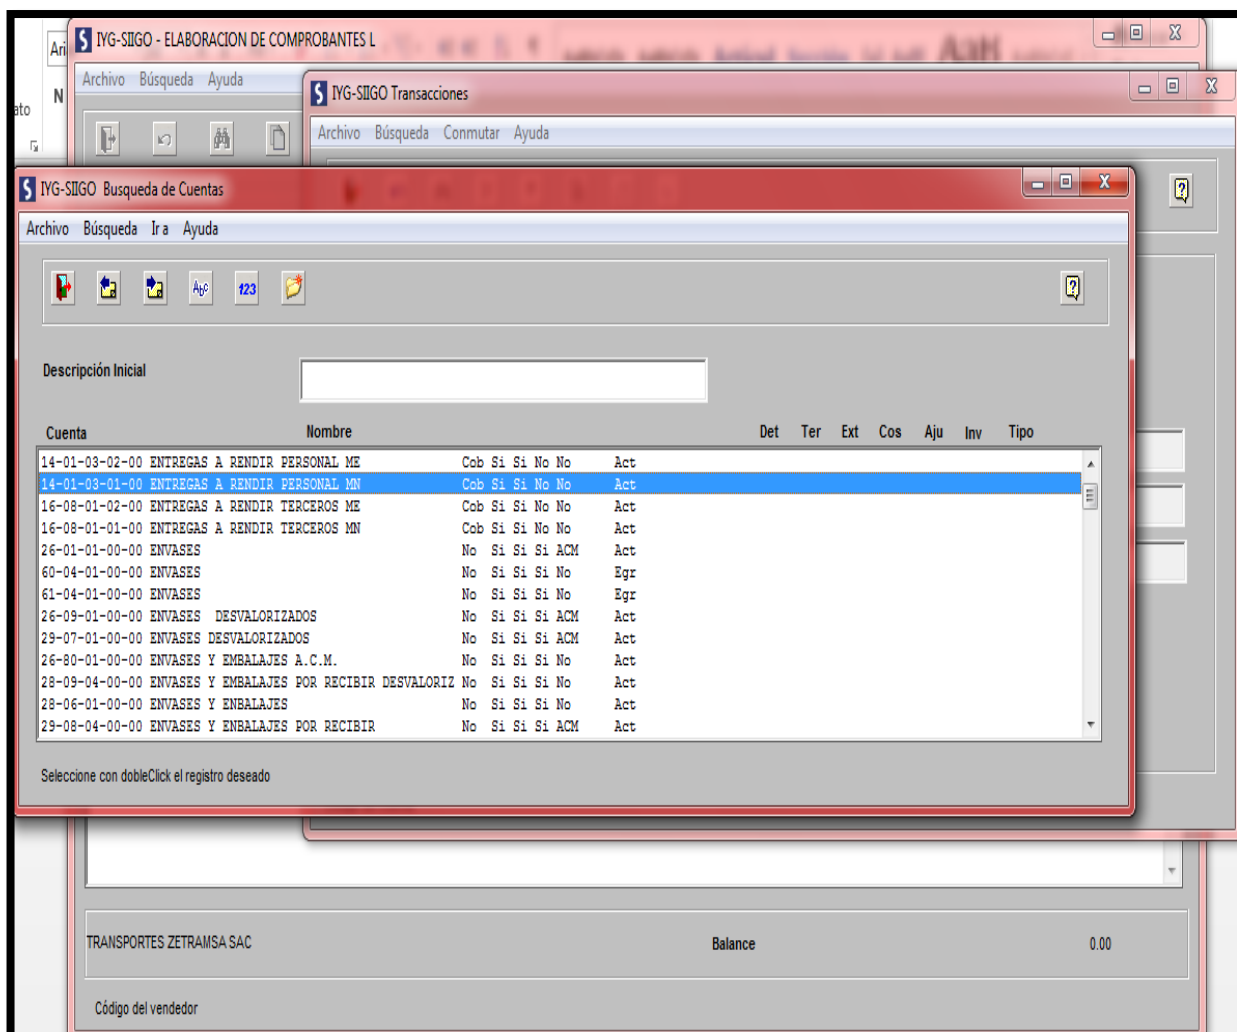 Ari
IYG-SIIGO - ELABORACION DE COMPROBANTES L
Archivo Búsqueda Ayuda
N
ato
IYG-SIIGO Transacciones
Archivo Búsqueda Conmutar Ayuda
IYG-SIIGO Busqueda de Cuentas
Archivo Búsqueda Ir a Ayuda
Abc 123
Descripción Inicial
Cuenta Nombre Det Ter Ext Cos Aju Inv Tipo
14-01-03-02-00 ENTREGAS A RENDIR PERSONAL ME Cob Si Si No No Act
14-01-03-01-00 ENTREGAS A RENDIR PERSONAL MN Cob Si Si No No Act
16-08-01-02-00 ENTREGAS A RENDIR TERCEROS ME Cob Si Si No No Act
16-08-01-01-00 ENTREGAS A RENDIR TERCEROS MN Cob Si Si No No Act
26-01-01-00-00 ENVASES No Si Si Si ACM Act
60-04-01-00-00 ENVASES No Si Si Si No Egr
61-04-01-00-00 ENVASES No Si Si Si No Egr
26-09-01-00-00 ENVASES DESVALORIZADOS No Si Si Si ACM Act
29-07-01-00-00 ENVASES DESVALORIZADOS No Si Si Si ACM Act
26-80-01-00-00 ENVASES Y EMBALAJES A.C.M. No Si Si Si No Act
28-09-04-00-00 ENVASES Y EMBALAJES POR RECIBIR DESVALORIZ No Si Si Si No Act
28-06-01-00-00 ENVASES Y ENBALAJES No Si Si Si No Act
29-08-04-00-00 ENVASES Y ENBALAJES POR RECIBIR No Si Si Si ACM Act
Seleccione con dobleClick el registro deseado
TRANSPORTES ZETRAMSA SAC Balance 0.00
Código del vendedor